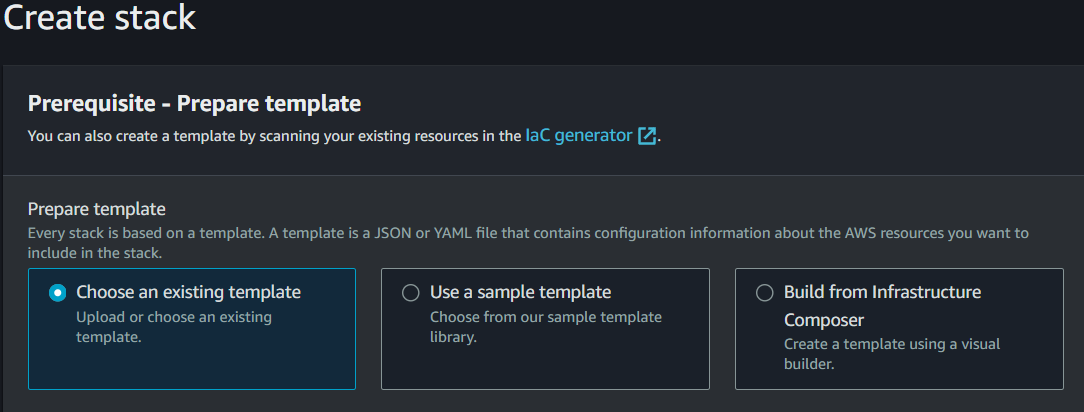 Create stack
Prerequisite - Prepare template
You can also create a template by scanning your existing resources in the IaC generator.
Prepare template
Every stack is based on a template. A template is a JSON or YAML file that contains configuration information about the AWS resources you want to
include in the stack.
Choose an existing template
Upload or choose an existing
template.
Use a sample template
Choose from our sample template
library.
Build from Infrastructure
Composer
Create a template using a visual
builder.